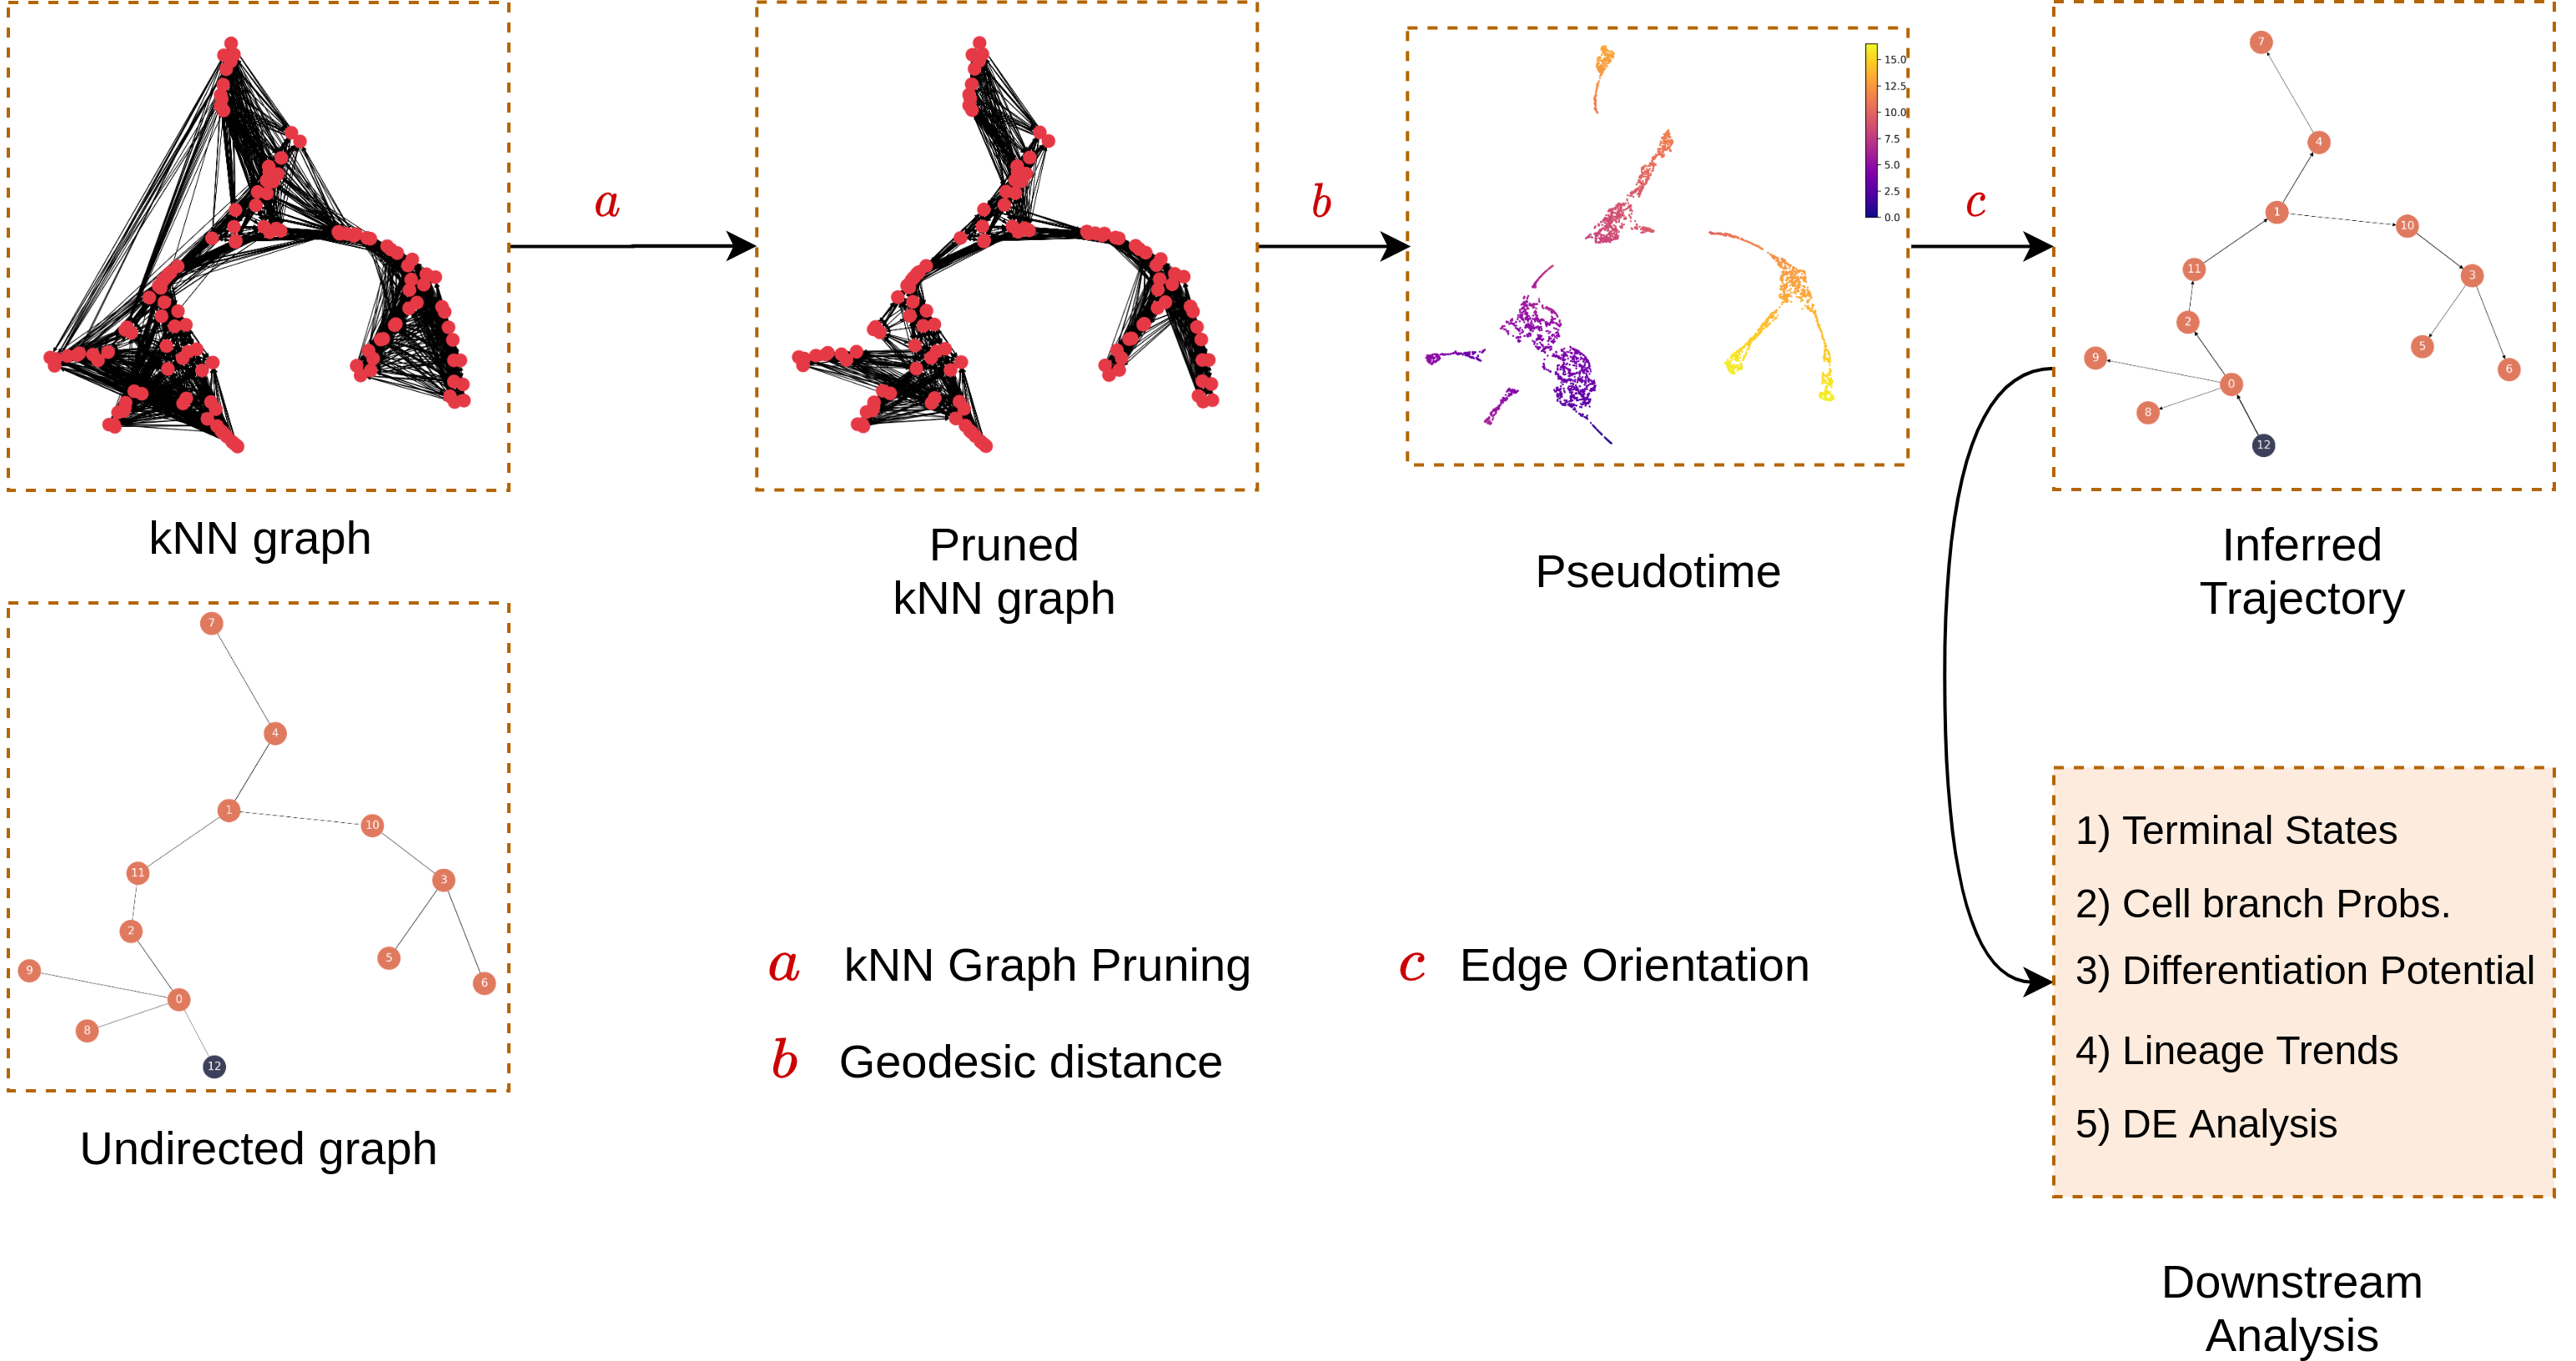 a
b
c
15.0
12.5
10.0
7.5
5.0
2.5
0.0
7
4
1
10
11
3
2
5
9
6
0
8
12
kNN graph
Pruned
kNN graph
Pseudotime
Inferred
Trajectory
7
4
1
10
11
3
2
5
9
6
0
8
12
Undirected graph
a kNN Graph Pruning
b Geodesic distance
c Edge Orientation
1) Terminal States
2) Cell branch Probs.
3) Differentiation Potential
4) Lineage Trends
5) DE Analysis
Downstream
Analysis